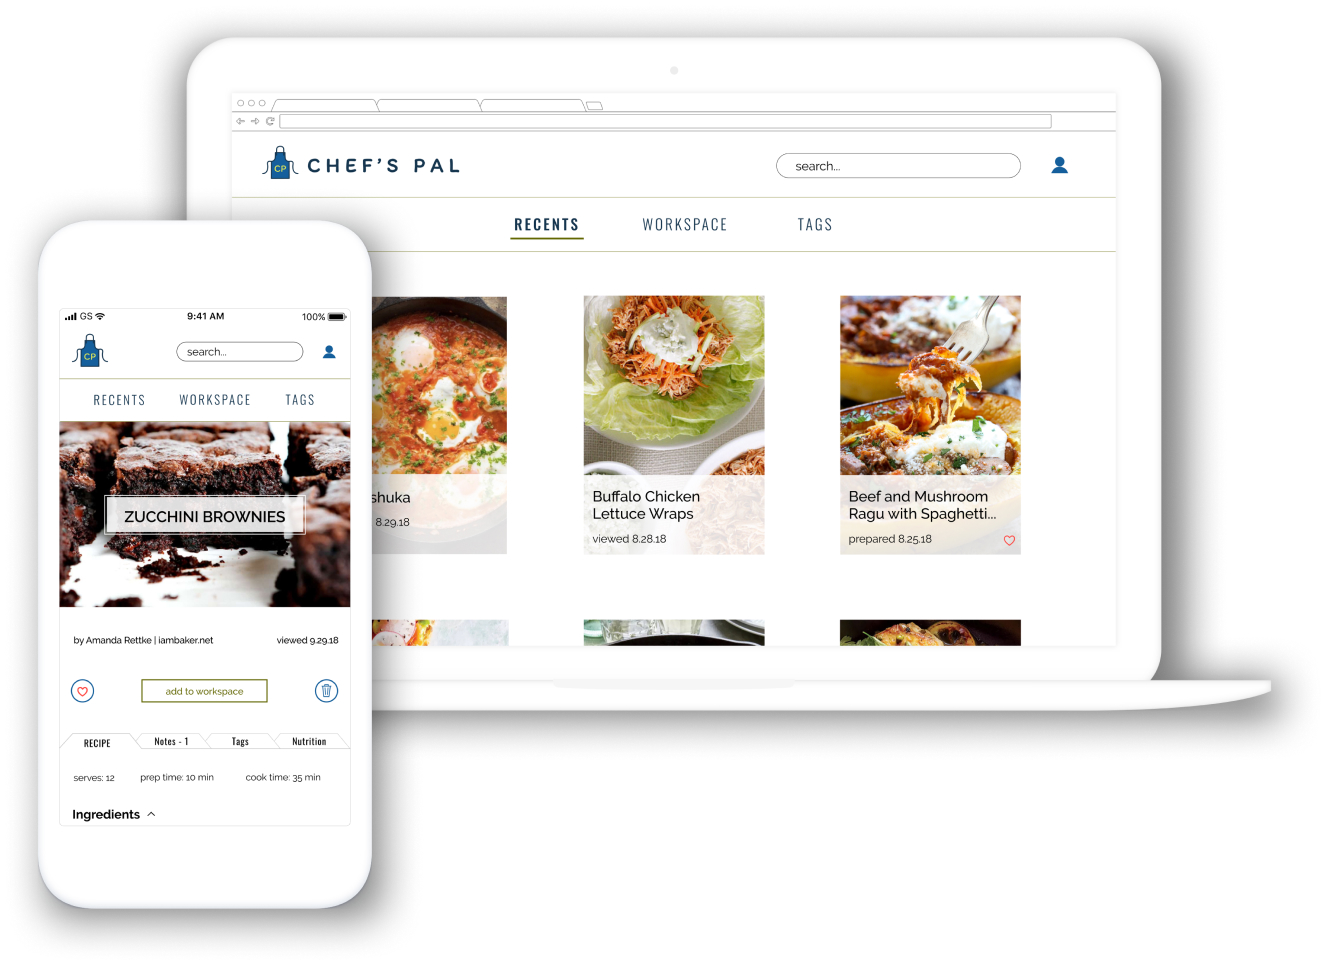 CP
CHEF'S PAL
search...
RECENTS
WORKSPACE
TAGS
shuka
8.29.18
Buffalo Chicken
Lettuce Wraps
viewed 8.28.18
Beef and Mushroom
Ragu with Spaghetti...
prepared 8.25.18
GS
9:41 AM
100%
CP
search...
RECENTS
WORKSPACE
TAGS
ZUCCHINI BROWNIES
by Amanda Rettke | iambaker.net
viewed 9.29.18
add to workspace
RECIPE
Notes - 1
Tags
Nutrition
serves: 12
prep time: 10 min
cook time: 35 min
Ingredients